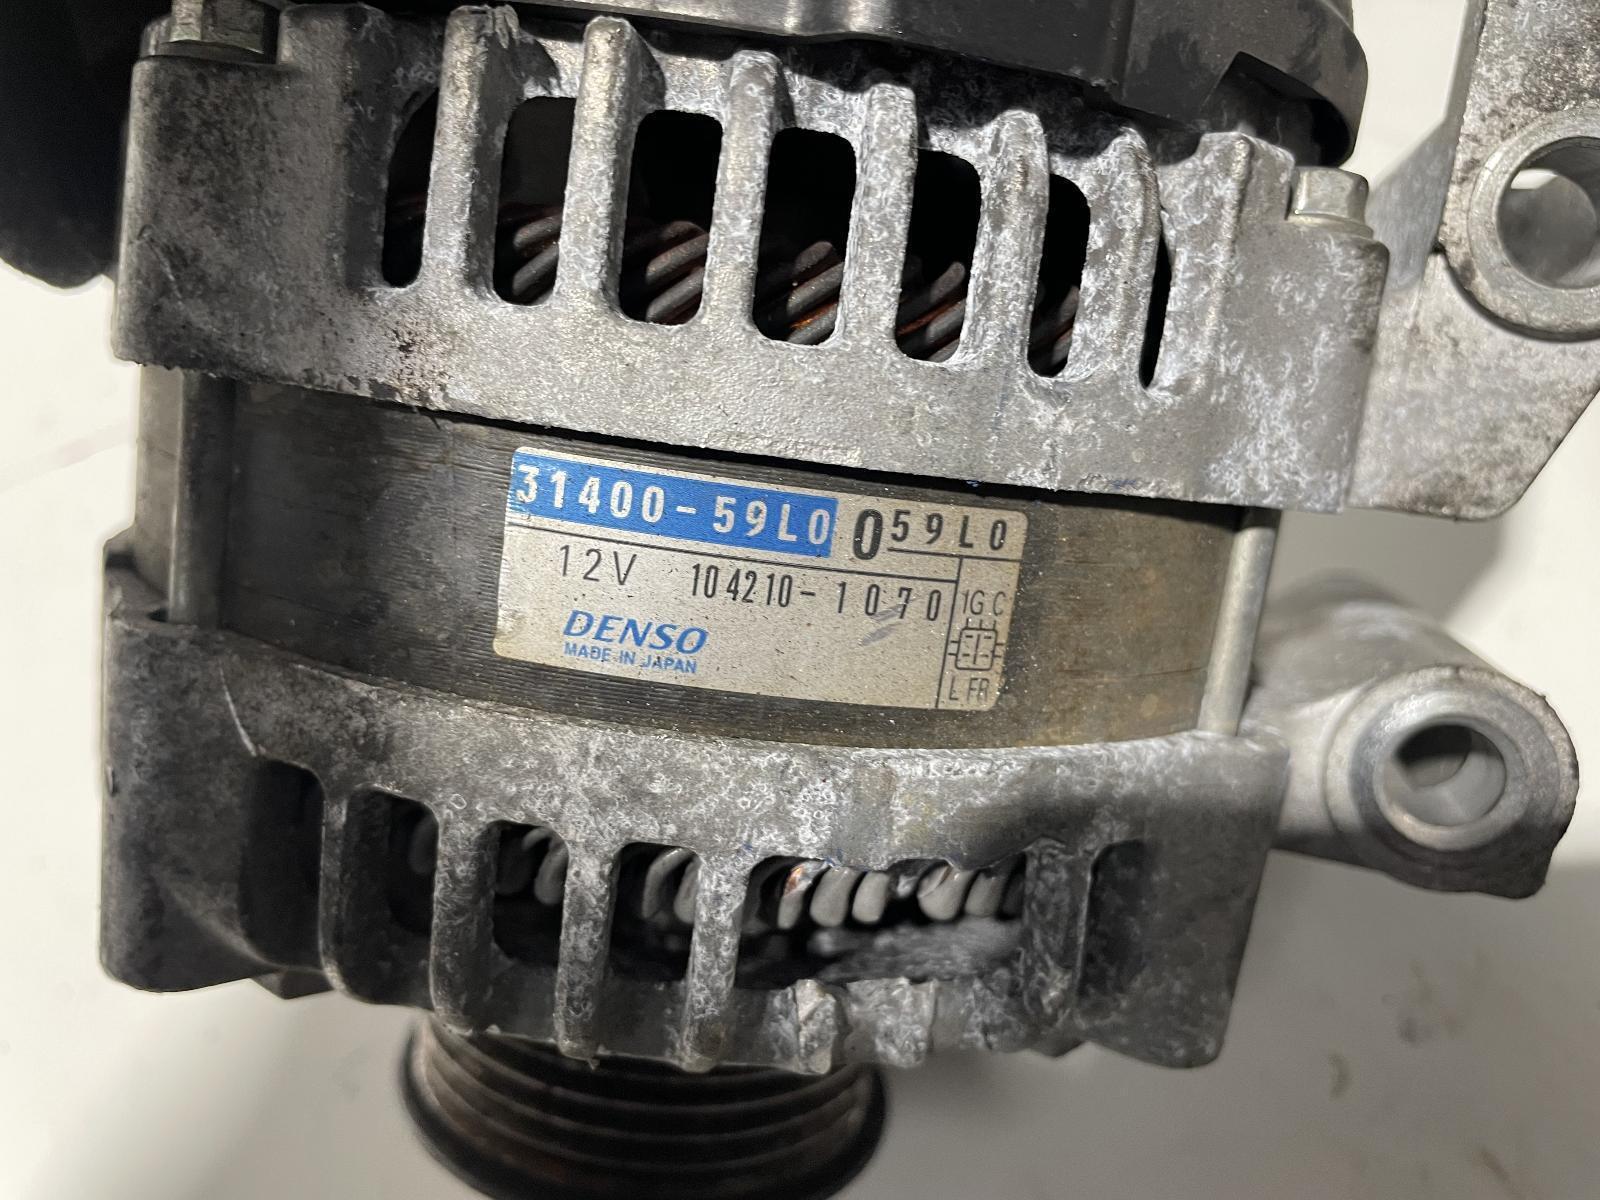 31400-59L0 059L0
12V 104210-1070
DENSO
MADE IN JAPAN
IG C
L FR